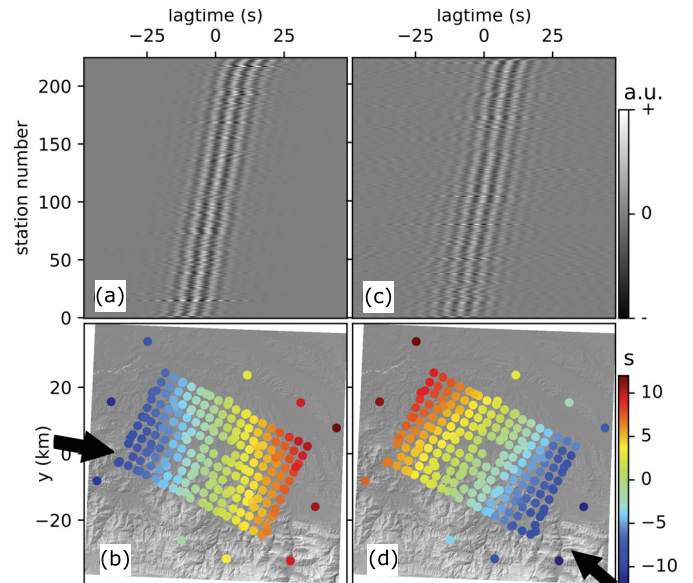 lagtime (s) lagtime (s)
−25 0 25 −25 0 25
a.u.
+
200
150
station number
0
100
50
(a) (c)
0 -
s
10
20
5
y (km)
0 0
−5
−20
(b) (d)
−10